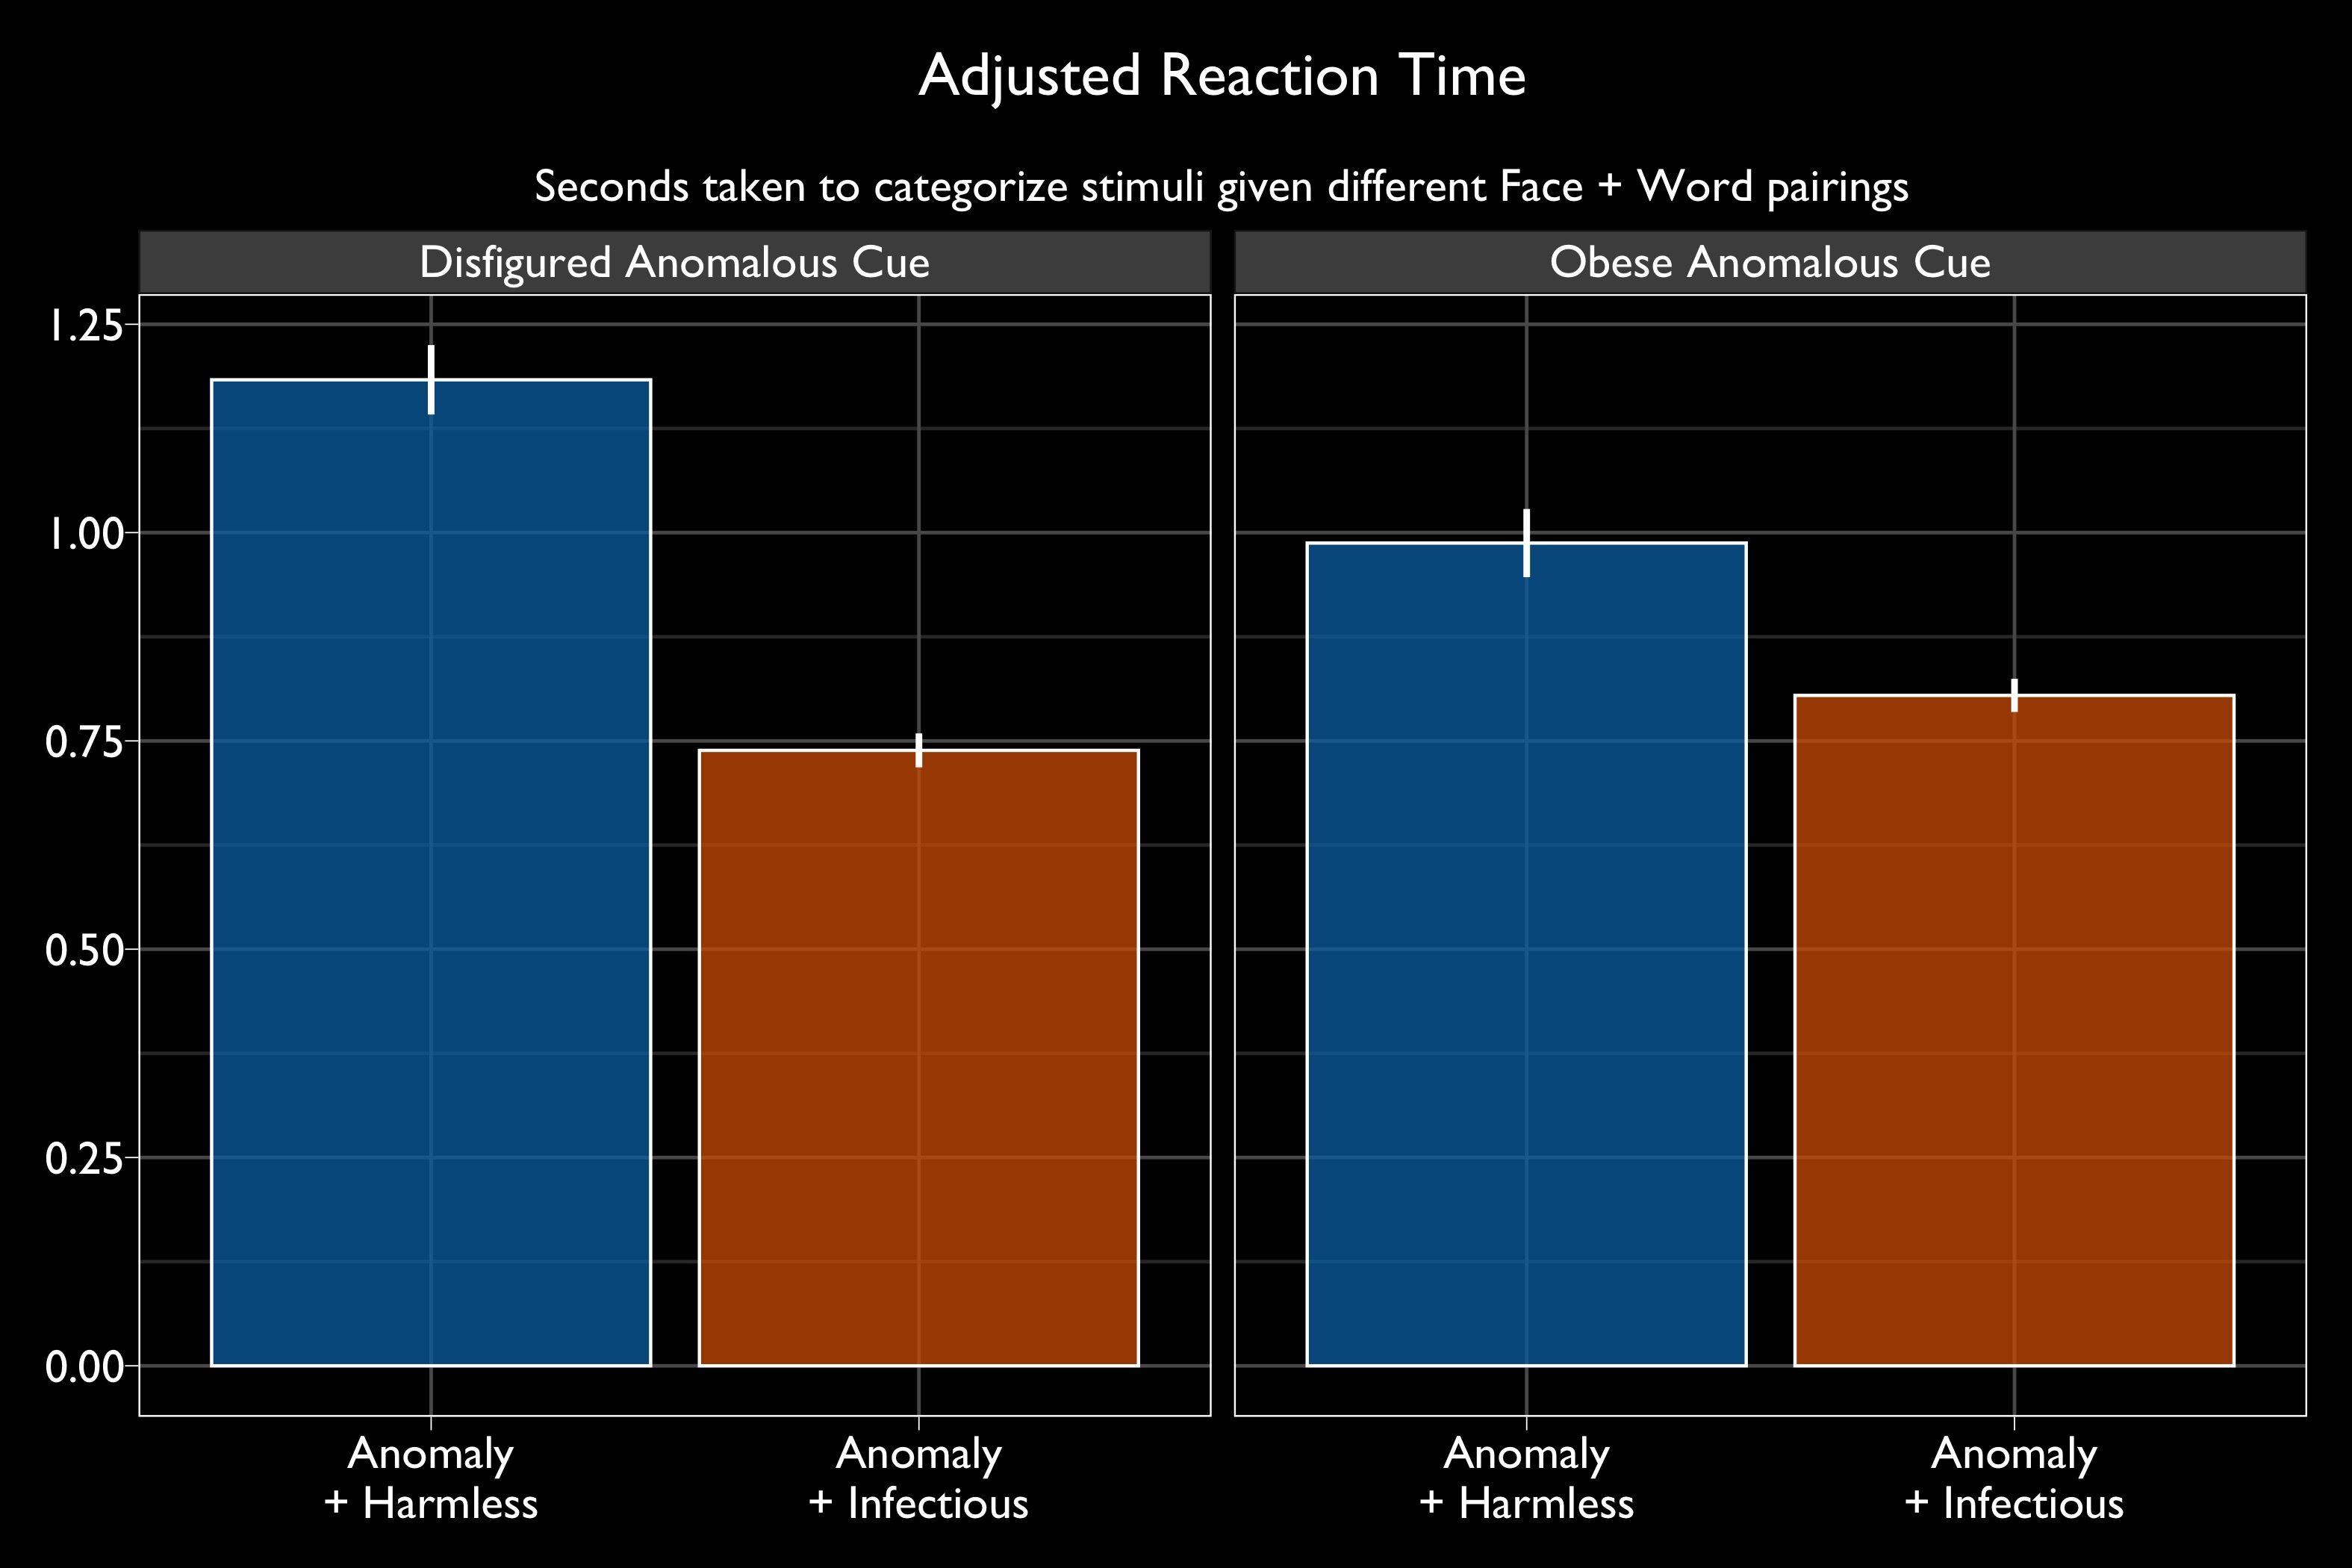 Adjusted Reaction Time
Seconds taken to categorize stimuli given different Face + Word pairings
Disfigured Anomalous Cue
Obese Anomalous Cue
1.25
1.00
0.75
0.50
0.25
0.00
Anomaly
+ Harmless
Anomaly
+ Infectious
Anomaly
+ Harmless
Anomaly
+ Infectious